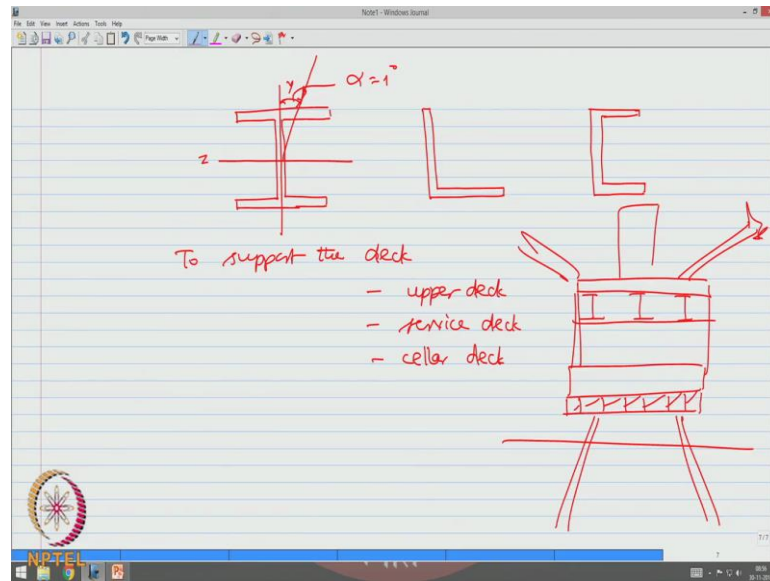 Note1 - Windows Journal
File Edit View Insert Actions Tools Help
Page Width
y α = 1°
z
To support the deck
- upper deck
- service deck
- cellar deck
7/7
7
NPTEL